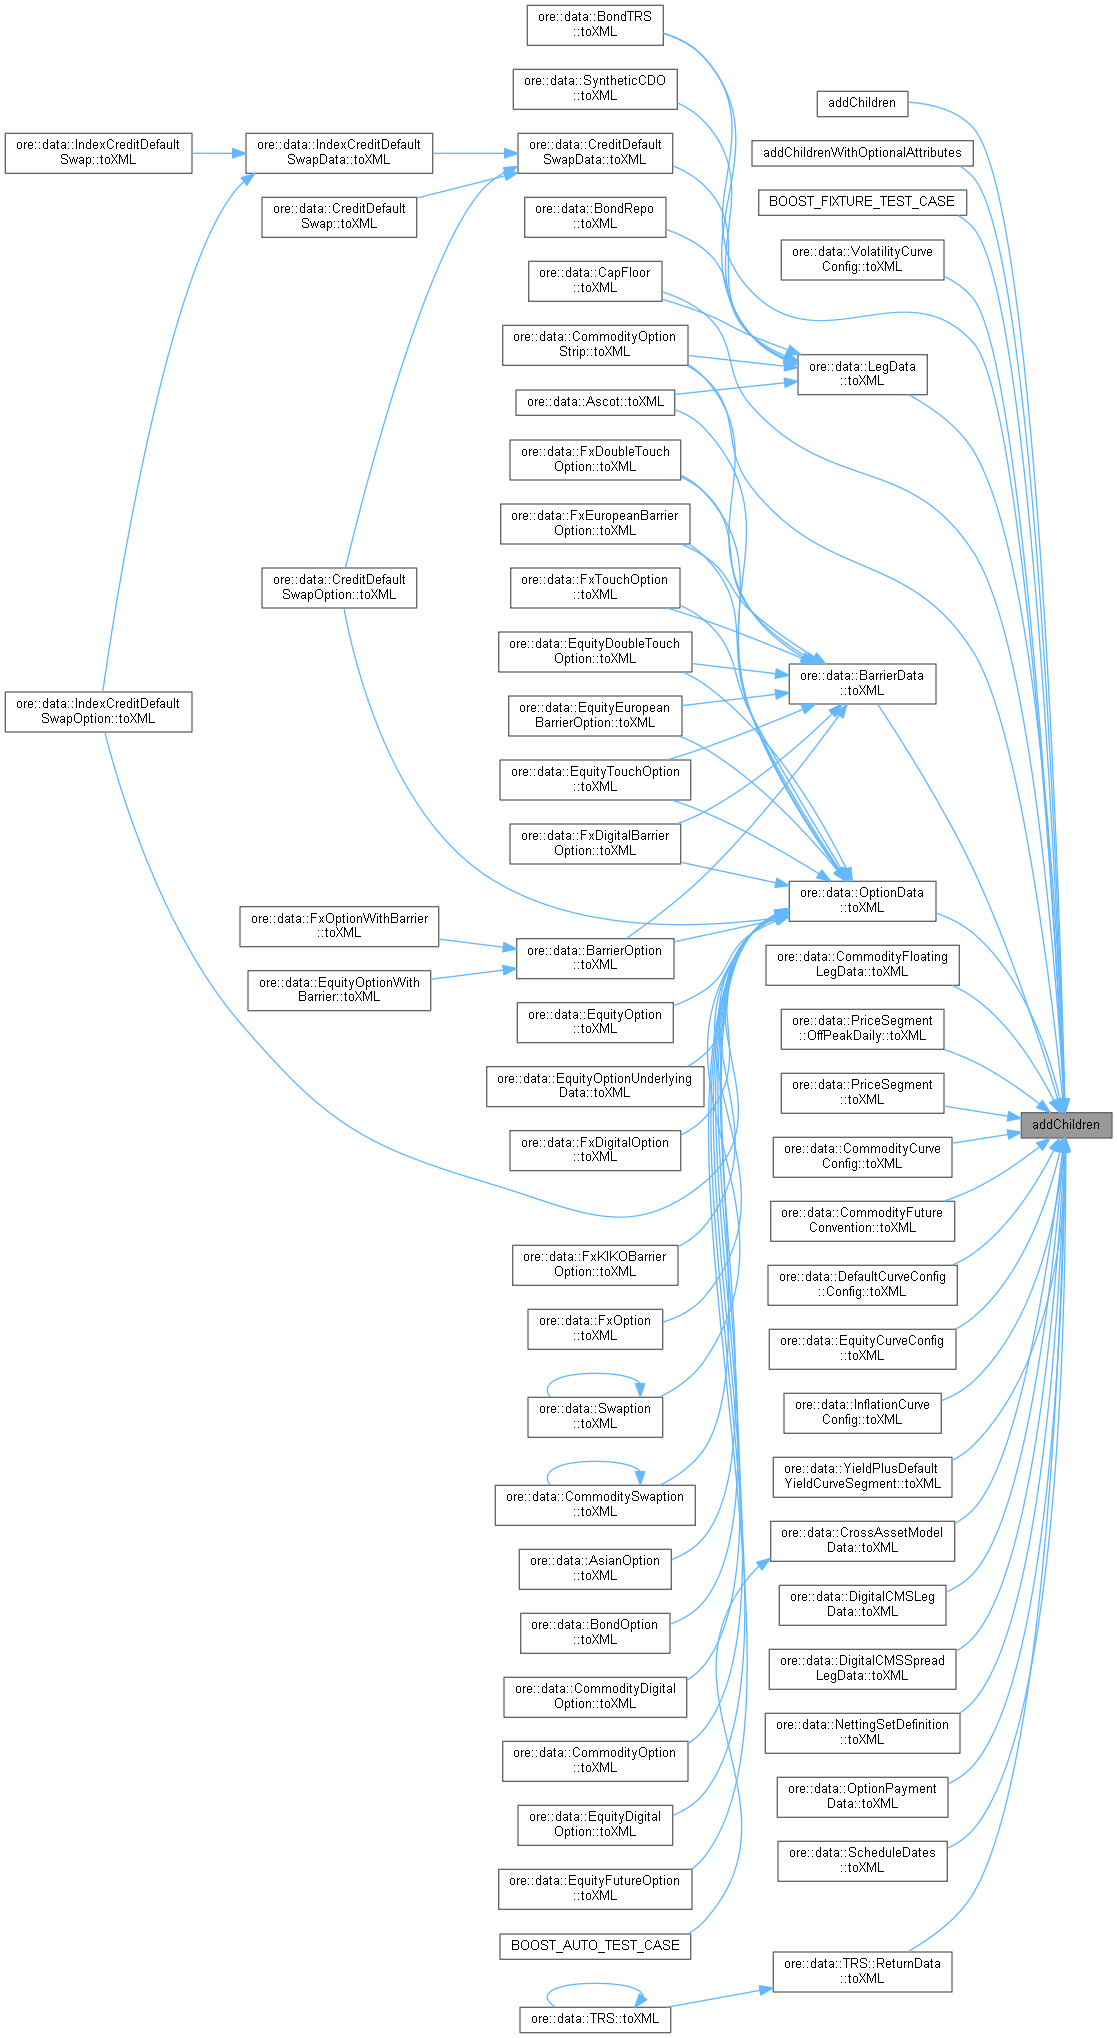 ore::data::BondTRS
::toXML
ore::data::SyntheticCDO
::toXML
addChildren
ore::data::IndexCreditDefault
Swap::toXML
ore::data::IndexCreditDefault
SwapData::toXML
ore::data::CreditDefault
SwapData::toXML
addChildrenWithOptionalAttributes
BOOST_FIXTURE_TEST_CASE
ore::data::CreditDefault
Swap::toXML
ore::data::BondRepo
::toXML
ore::data::VolatilityCurve
Config::toXML
ore::data::CapFloor
::toXML
ore::data::CommodityOption
Strip::toXML
ore::data::LegData
::toXML
ore::data::Ascot::toXML
ore::data::FxDoubleTouch
Option::toXML
ore::data::FxEuropeanBarrier
Option::toXML
ore::data::CreditDefault
SwapOption::toXML
ore::data::FxTouchOption
::toXML
ore::data::EquityDoubleTouch
Option::toXML
ore::data::BarrierData
::toXML
ore::data::IndexCreditDefault
SwapOption::toXML
ore::data::EquityEuropean
BarrierOption::toXML
ore::data::EquityTouchOption
::toXML
ore::data::FxDigitalBarrier
Option::toXML
ore::data::OptionData
::toXML
ore::data::FxOptionWithBarrier
::toXML
ore::data::BarrierOption
::toXML
ore::data::CommodityFloating
LegData::toXML
ore::data::EquityOptionWith
Barrier::toXML
ore::data::EquityOption
::toXML
ore::data::PriceSegment
::OffPeakDaily::toXML
ore::data::EquityOptionUnderlying
Data::toXML
ore::data::PriceSegment
::toXML
addChildren
ore::data::FxDigitalOption
::toXML
ore::data::CommodityCurve
Config::toXML
ore::data::CommodityFuture
Convention::toXML
ore::data::FxKIKOBarrier
Option::toXML
ore::data::DefaultCurveConfig
::Config::toXML
ore::data::FxOption
::toXML
ore::data::EquityCurveConfig
::toXML
ore::data::Swaption
::toXML
ore::data::InflationCurve
Config::toXML
ore::data::CommoditySwaption
::toXML
ore::data::YieldPlusDefault
YieldCurveSegment::toXML
ore::data::AsianOption
::toXML
ore::data::CrossAssetModel
Data::toXML
ore::data::BondOption
::toXML
ore::data::DigitalCMSLeg
Data::toXML
ore::data::CommodityDigital
Option::toXML
ore::data::DigitalCMSSpread
LegData::toXML
ore::data::CommodityOption
::toXML
ore::data::NettingSetDefinition
::toXML
ore::data::EquityDigital
Option::toXML
ore::data::OptionPayment
Data::toXML
ore::data::EquityFutureOption
::toXML
ore::data::ScheduleDates
::toXML
BOOST_AUTO_TEST_CASE
ore::data::TRS::ReturnData
::toXML
ore::data::TRS::toXML